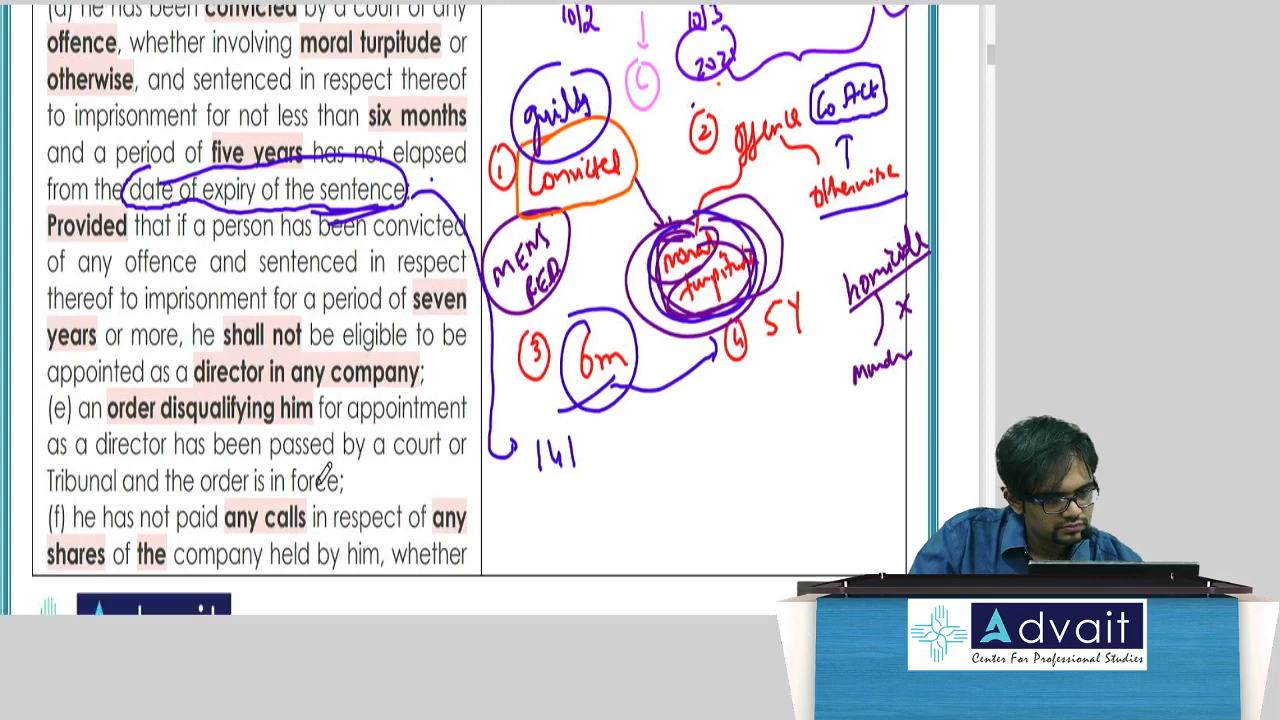 (d) he has been convicted by a court of any
offence, whether involving moral turpitude or
otherwise, and sentenced in respect thereof
to imprisonment for not less than six months
and a period of five years has not elapsed
from the date of expiry of the sentence:
Provided that if a person has been convicted
of any offence and sentenced in respect
thereof to imprisonment for a period of seven
years or more, he shall not be eligible to be
appointed as a director in any company;
(e) an order disqualifying him for appointment
as a director has been passed by a court or
Tribunal and the order is in force;
(f) he has not paid any calls in respect of any
shares of the company held by him, whether
10/2
10/3
guilty
① Convicted
MENS
REA
② offence
Co Act
otherwise
moral
turpitude
homicide
X
③ 6m
④ 5Y
141
Advait
Advait
Center For Professional Studies